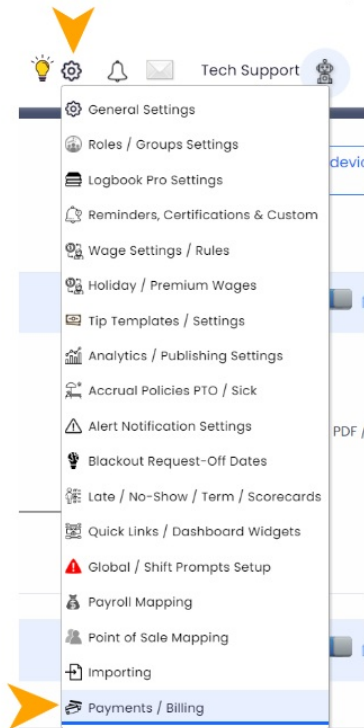 Tech Support
General Settings
Roles / Groups Settings
devic
Logbook Pro Settings
Reminders, Certifications & Custom
Wage Settings / Rules
Holiday / Premium Wages
Tip Templates / Settings
Analytics / Publishing Settings
Accrual Policies PTO / Sick
Alert Notification Settings
PDF /
Blackout Request-Off Dates
Late / No-Show / Term / Scorecards
Quick Links / Dashboard Widgets
Global / Shift Prompts Setup
Payroll Mapping
Point of Sale Mapping
Importing
Payments / Billing